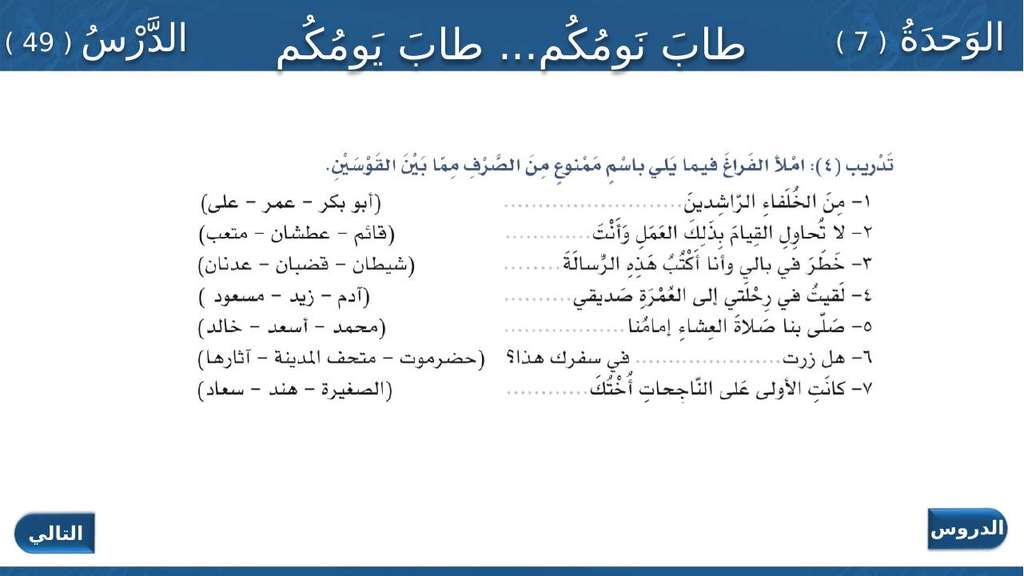 الوَحدَةُ ( 7 )
طابَ نَومُكُم... طابَ يَومُكُم
الدَّرْسُ ( 49 )
تَدْريب (٤): امْلأ الفَراغَ فيما يَلي باسْمٍ مَمْنوعٍ مِنَ الصَّرْفِ مِمّا بَيْنَ القَوْسَيْنِ.
١- مِنَ الخُلَفاءِ الرّاشِدينَ .......................... (أبو بكر - عمر - على)
٢- لا تُحاوِلِ القِيامَ بِذَلِكَ العَمَلِ وَأَنْتَ ............. (قائم - عطشان - متعب)
٣- خَطَرَ في بالي وأنا أَكْتُبُ هَذِهِ الرِّسالَةَ ........ (شيطان - قضبان - عدنان)
٤- لَقيتُ في رِحْلَتي إلى العُمْرَةِ صَديقي .......... (آدم - زيد - مسعود )
٥- صَلّى بنا صَلاةَ العِشاءِ إمامُنا .................. (محمد - أسعد - خالد)
٦- هل زرت ..................... في سفرك هذا؟ (حضرموت - متحف المدينة - آثارها)
٧- كانَتِ الأولى عَلى النّاجِحاتِ أُخْتُكَ ............ (الصغيرة - هند - سعاد)
الدروس
التالي